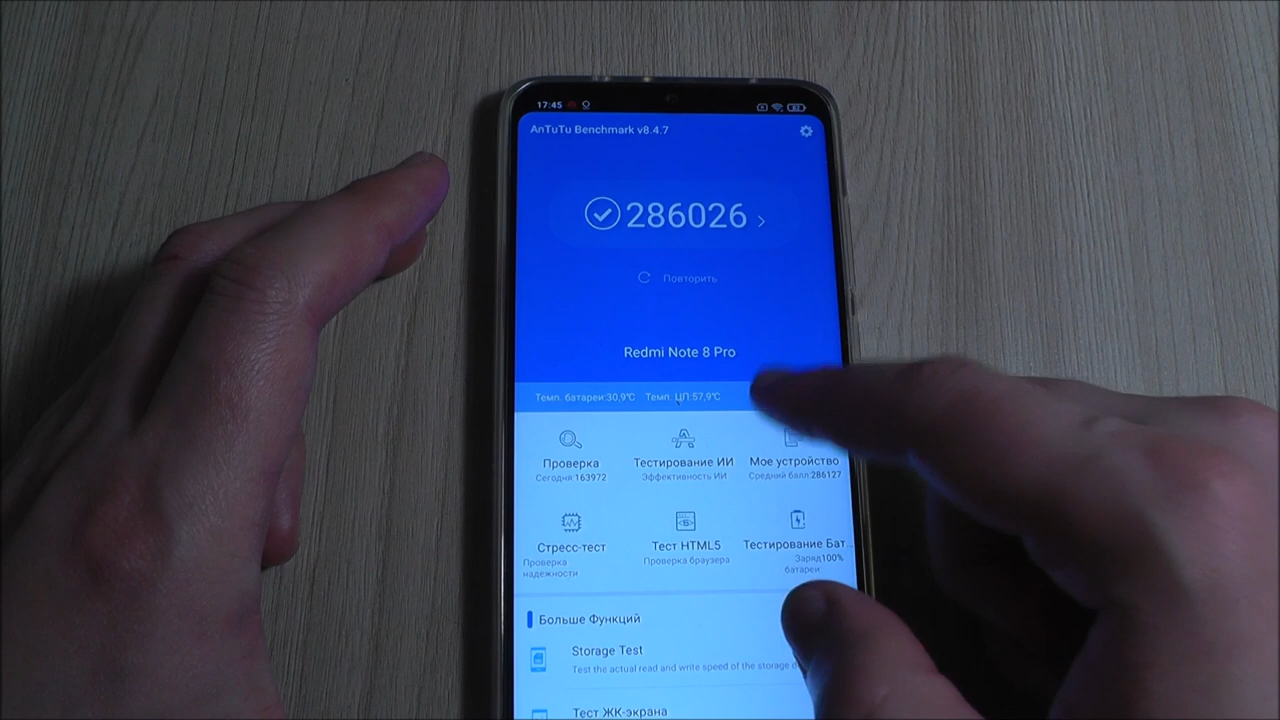 17:45
AnTuTu Benchmark v8.4.7
286026
Повторить
Redmi Note 8 Pro
Темп. батареи:30,9℃ Темп. ЦП:57,9℃
Проверка
Сегодня:163972
Тестирование ИИ
Эффективность ИИ
Мое устройство
Средний балл:286127
Стресс-тест
Проверка
надежности
Тест HTML5
Проверка браузера
Тестирование Бат...
Заряд100%
батареи:
Больше Функций
Storage Test
Test the actual read and write speed of the storage
Тест ЖК-экрана